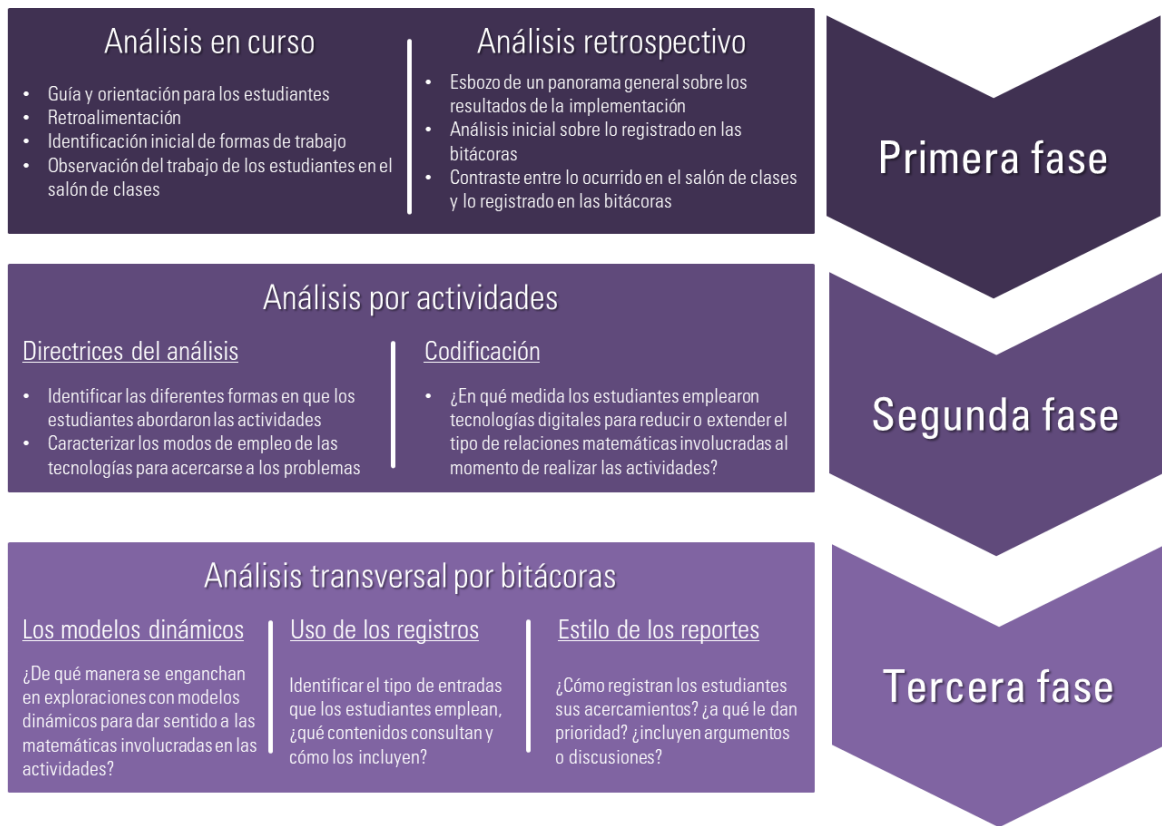 Análisis en curso
• Guía y orientación para los estudiantes
• Retroalimentación
• Identificación inicial de formas de trabajo
• Observación del trabajo de los estudiantes en el
salón de clases
Análisis retrospectivo
• Esbozo de un panorama general sobre los
resultados de la implementación
• Análisis inicial sobre lo registrado en las
bitácoras
• Contraste entre lo ocurrido en el salón de clases
y lo registrado en las bitácoras
Primera fase
Análisis por actividades
Directrices del análisis
• Identificar las diferentes formas en que los
estudiantes abordaron las actividades
• Caracterizar los modos de empleo de las
tecnologías para acercarse a los problemas
Codificación
• ¿En qué medida los estudiantes emplearon
tecnologías digitales para reducir o extender el
tipo de relaciones matemáticas involucradas al
momento de realizar las actividades?
Segunda fase
Análisis transversal por bitácoras
Los modelos dinámicos
¿De qué manera se enganchan
en exploraciones con modelos
dinámicos para dar sentido a las
matemáticas involucradas en las
actividades?
Uso de los registros
Identificar el tipo de entradas
que los estudiantes emplean,
¿qué contenidos consultan y
cómo los incluyen?
Estilo de los reportes
¿Cómo registran los estudiantes
sus acercamientos? ¿a qué le dan
prioridad? ¿incluyen argumentos
o discusiones?
Tercera fase